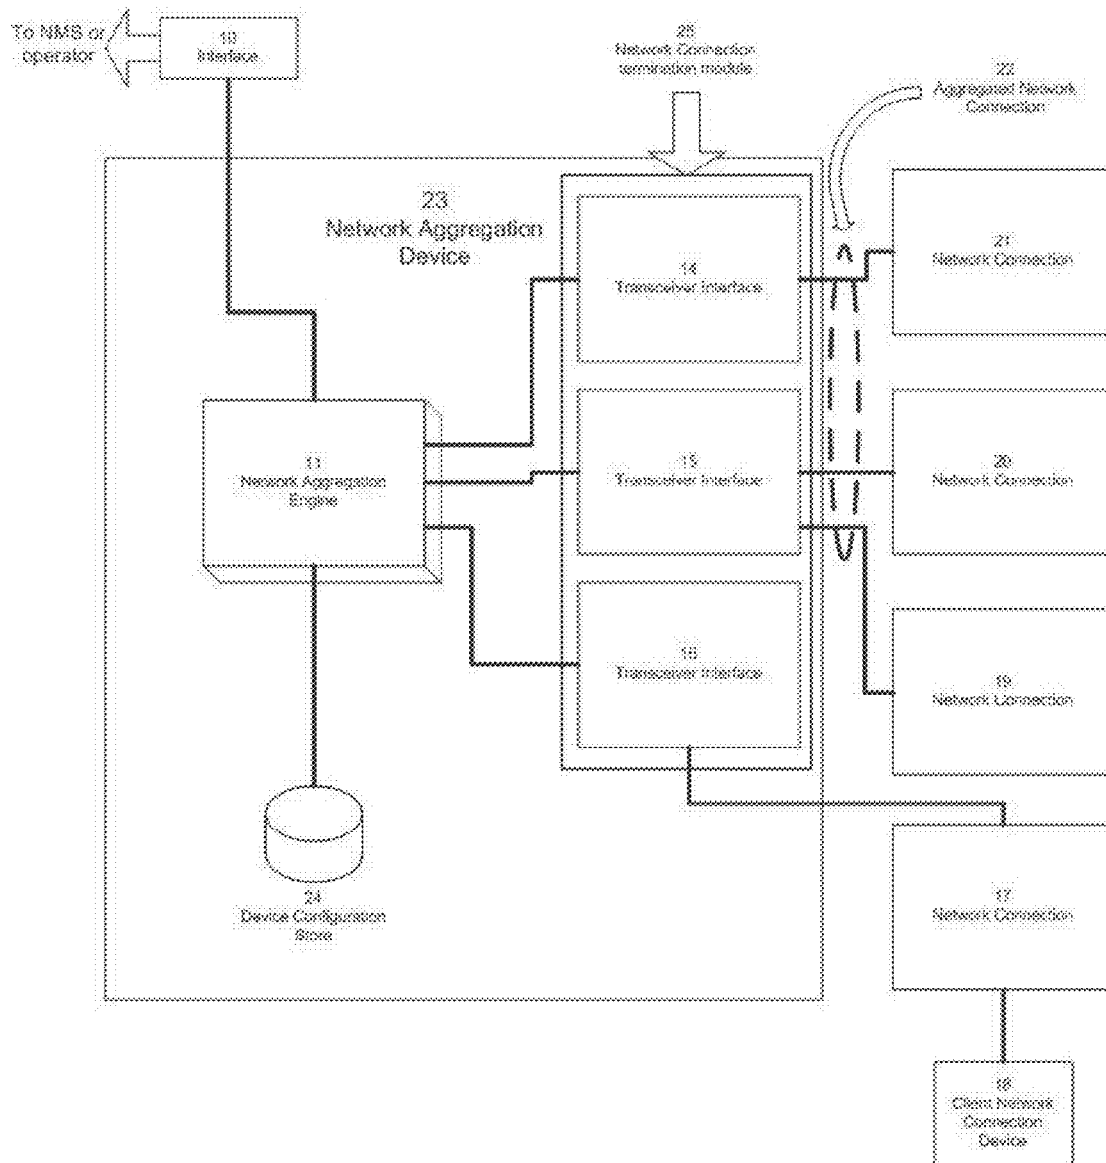 To NMS or
operator
10
Interface
25
Network Connection
termination module
22
Aggregated Network
Connection
23
Network Aggregation
Device
14
Transceiver Interface
21
Network Connection
11
Network Aggregation
Engine
15
Transceiver Interface
20
Network Connection
16
Transceiver Interface
19
Network Connection
24
Device Configuration
Store
17
Network Connection
18
Client Network
Connection
Device